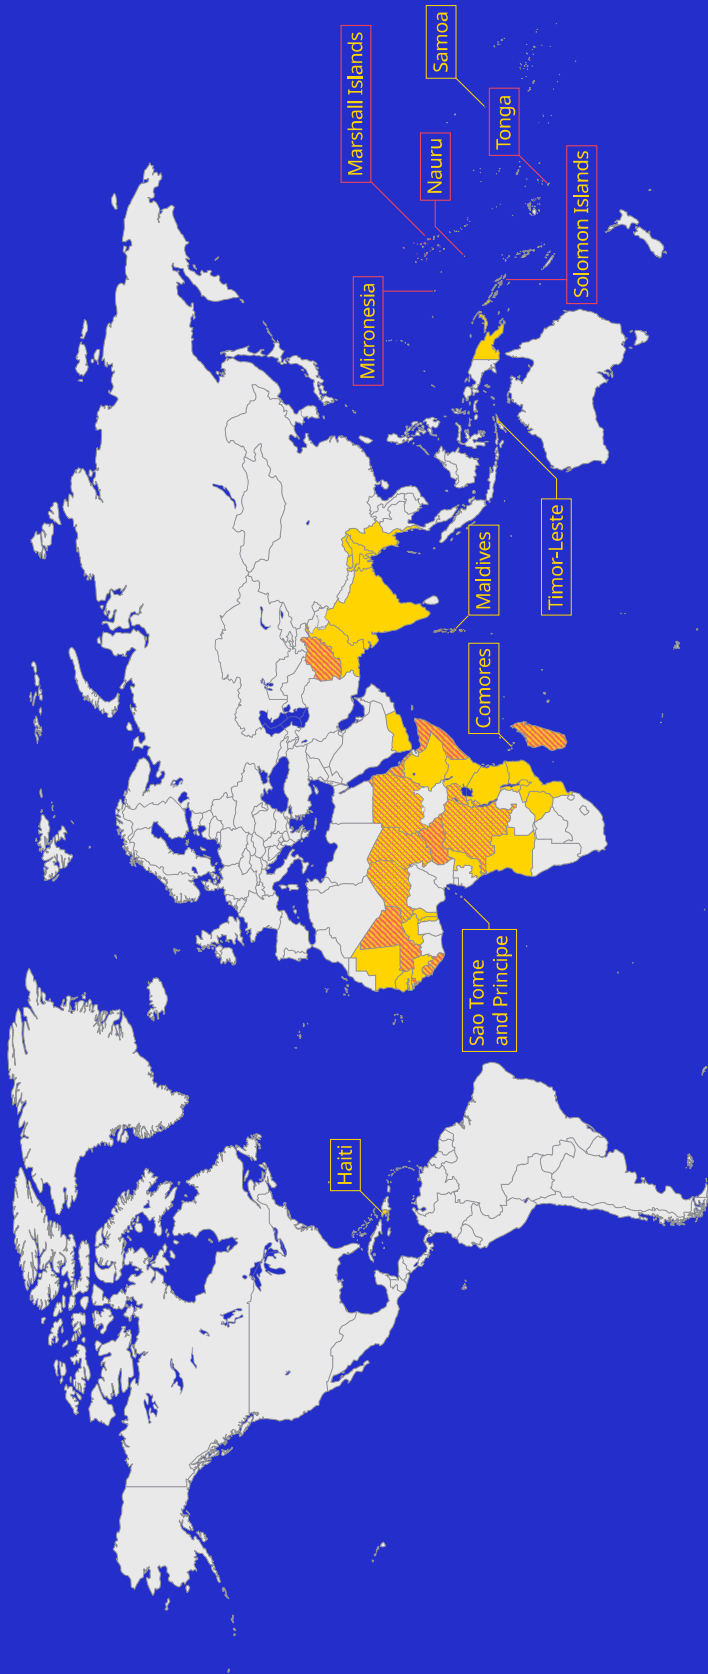 Haiti
Sao Tome
and Principe
Comores
Maldives
Timor-Leste
Micronesia
Nauru
Marshall Islands
Solomon Islands
Tonga
Samoa